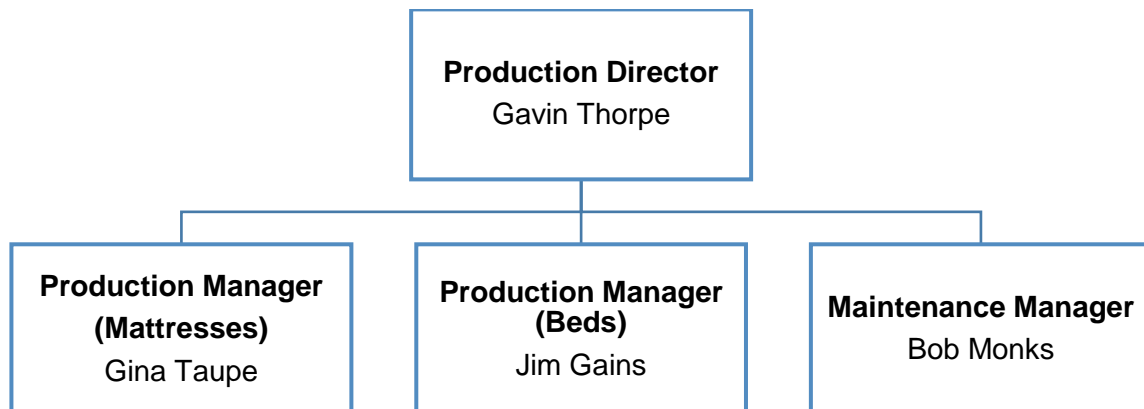 Production Director
Gavin Thorpe
Production Manager
(Mattresses)
Gina Taupe
Production Manager
(Beds)
Jim Gains
Maintenance Manager
Bob Monks